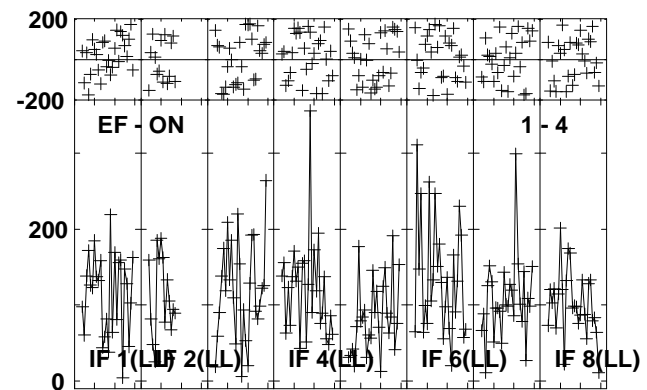 200
-200
EF - ON 1 - 4
200
IF 1(LL) IF 2(LL) IF 4(LL) IF 6(LL) IF 8(LL)
0